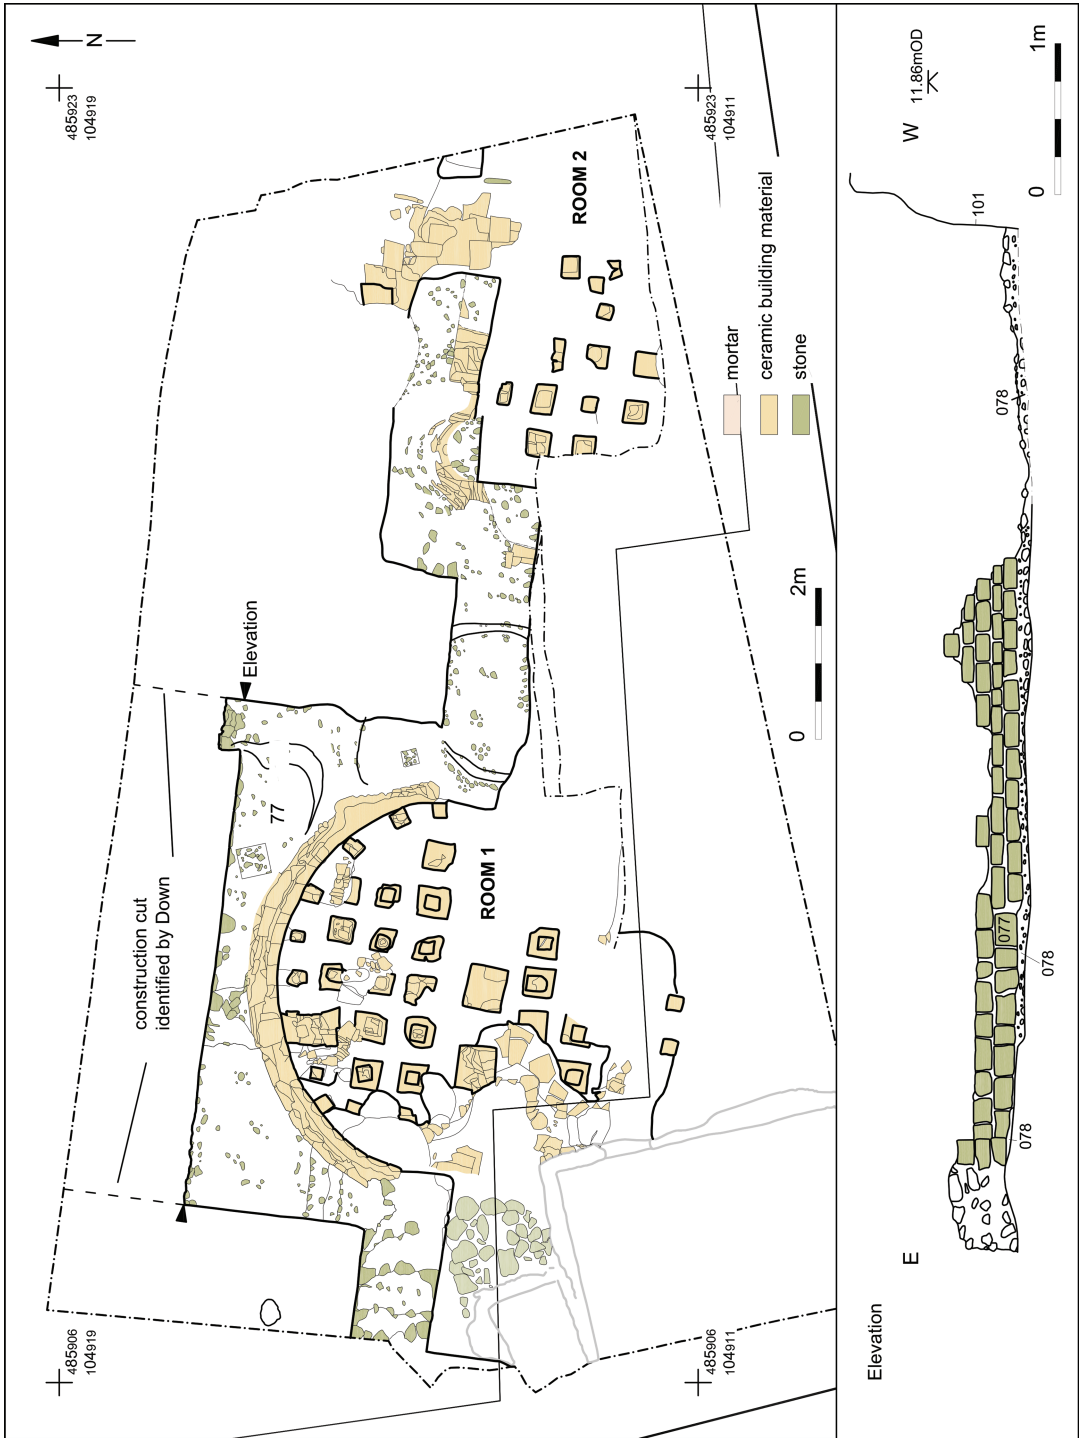 N
485923
104919
485923
104911
construction cut
identified by Down
Elevation
77
ROOM 1
ROOM 2
mortar
ceramic building material
stone
0
2m
485906
104919
485906
104911
Elevation
E
W
11.86mOD
101
078
077
078
078
0
1m